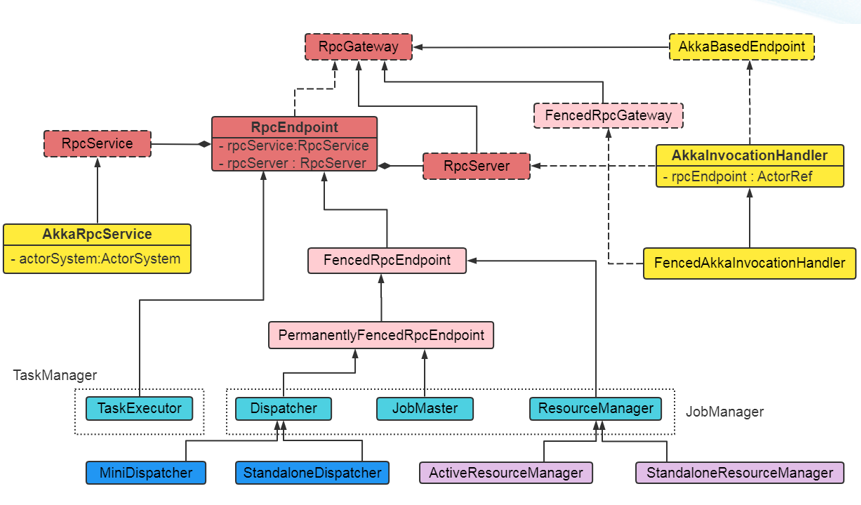 RpcGateway
AkkaBasedEndpoint
FencedRpcGateway
RpcEndpoint
- rpcService:RpcService
- rpcServer : RpcServer
RpcService
RpcServer
AkkaInvocationHandler
- rpcEndpoint : ActorRef
AkkaRpcService
- actorSystem:ActorSystem
FencedRpcEndpoint
FencedAkkaInvocationHandler
PermanentlyFencedRpcEndpoint
TaskManager
TaskExecutor
Dispatcher
JobMaster
ResourceManager
JobManager
MiniDispatcher
StandaloneDispatcher
ActiveResourceManager
StandaloneResourceManager